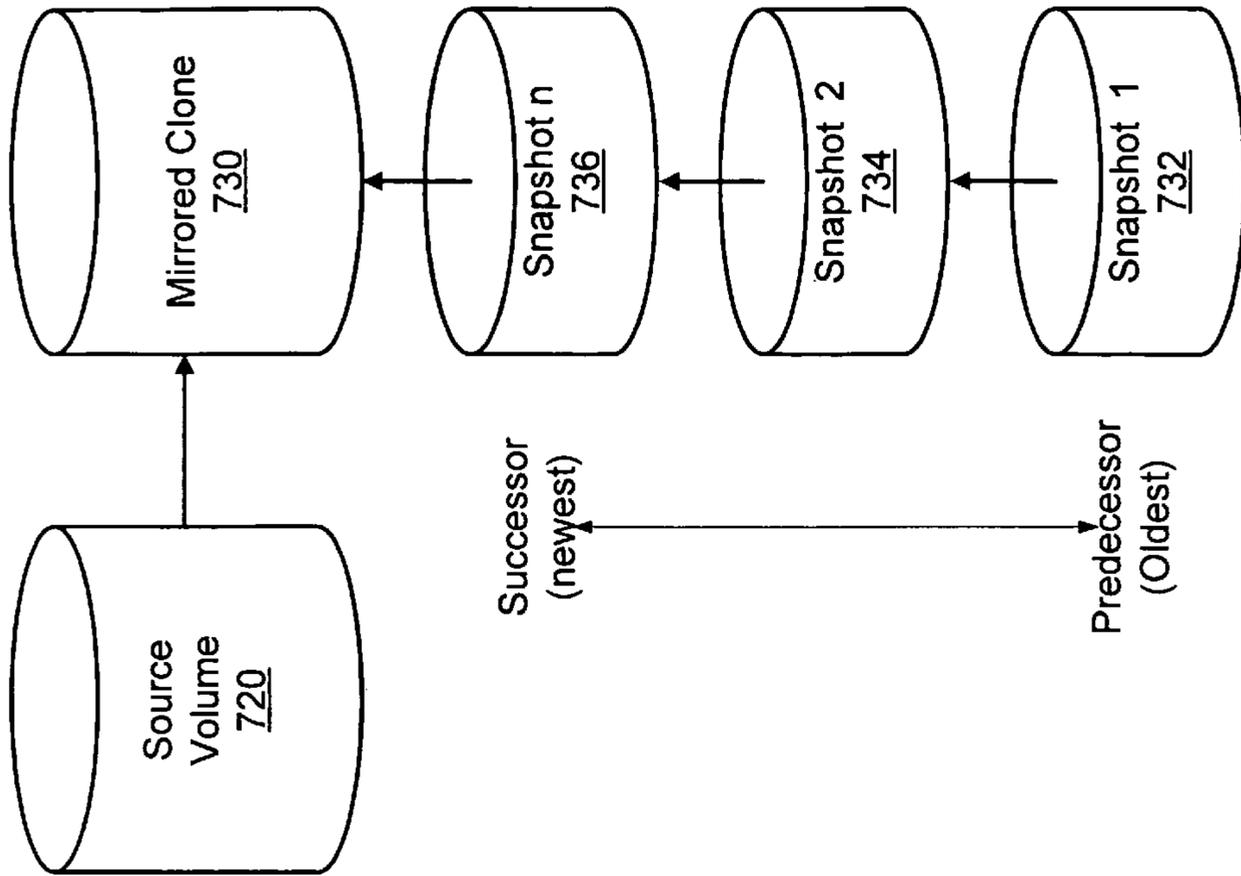 Source
Volume
720
Mirrored Clone
730
Successor
(newest)
Snapshot n
736
Snapshot 2
734
Predecessor
(Oldest)
Snapshot 1
732